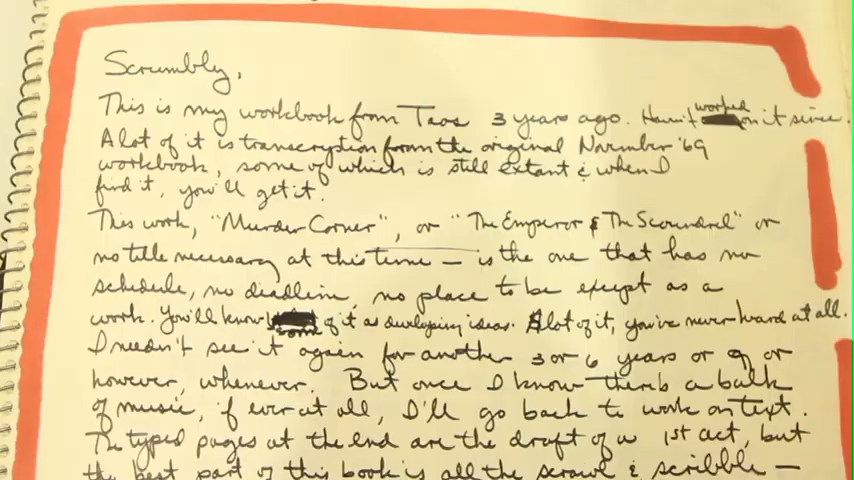 Scrumbly,
This is my workbook from Taos 3 years ago. Haven't worked on it since.
A lot of it is transcription from the original November '69
workbook, some of which is still extant & when I
find it, you'll get it.
This work, "Murder Corner", or "The Emperor & The Scoundrel" or
no title necessary at this time — is the one that has no
schedule, no deadline, no place to be except as a
work. You'll know some of it as developing ideas. A lot of it, you've never heard at all.
I needn't see it again for another 3 or 6 years or 9 or
however, whenever. But once I know there's a bulk
of music, if ever at all, I'll go back to work on text.
The typed pages at the end are the draft of a 1st act, but
the best part of this book is all the scrawl & scribble —